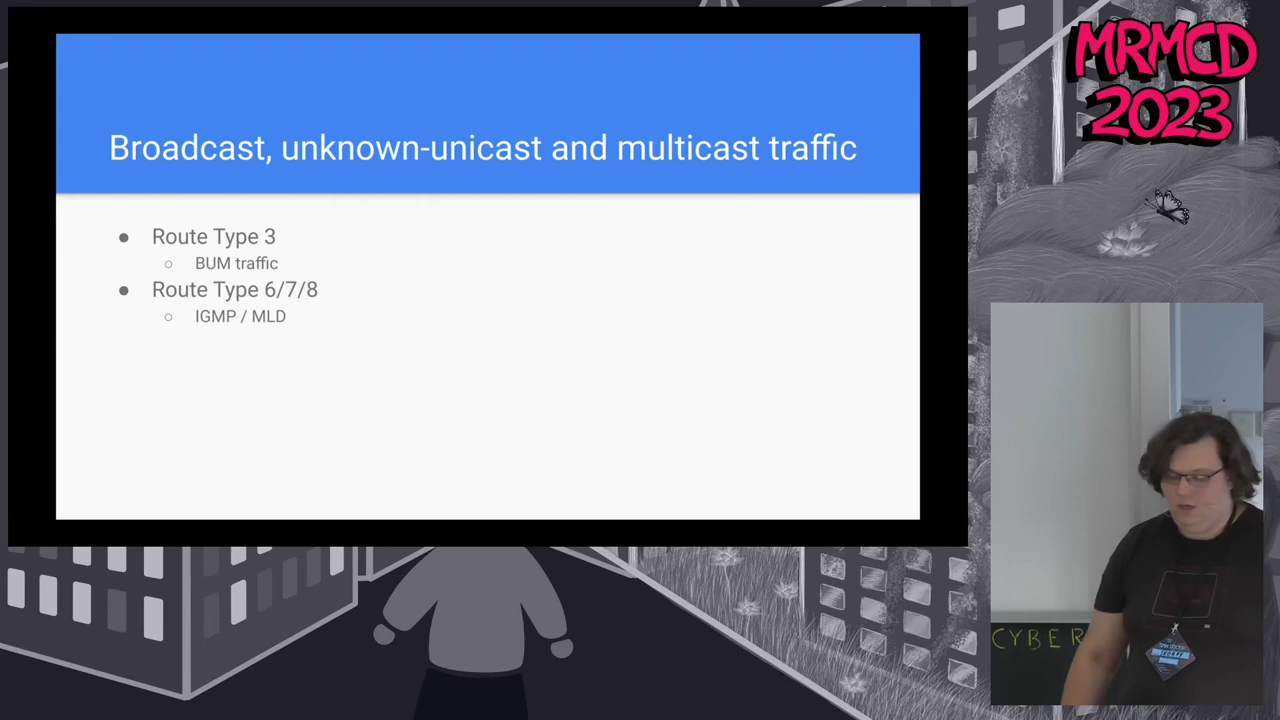 Broadcast, unknown-unicast and multicast traffic
● Route Type 3
○ BUM traffic
● Route Type 6/7/8
○ IGMP / MLD
MRMCD
2023
CYBER